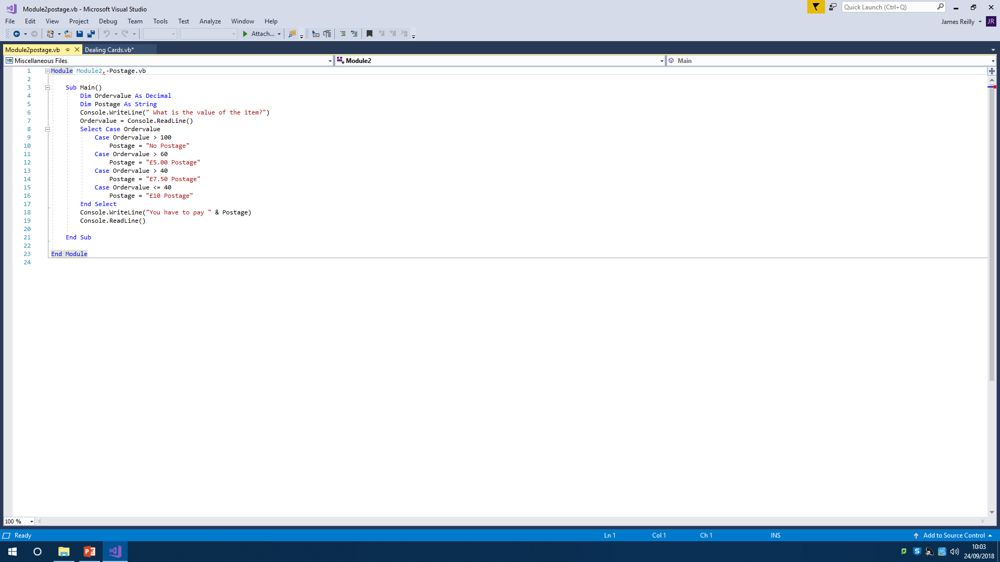 Module2postage.vb - Microsoft Visual Studio
Quick Launch (Ctrl+Q)
File Edit View Project Debug Team Tools Test Analyze Window Help
James Reilly JR
Attach...
Module2postage.vb Dealing Cards.vb*
VB Miscellaneous Files Module2 Main
1 Module Module2.-Postage.vb
2
3 Sub Main()
4 Dim Ordervalue As Decimal
5 Dim Postage As String
6 Console.WriteLine(" What is the value of the item?")
7 Ordervalue = Console.ReadLine()
8 Select Case Ordervalue
9 Case Ordervalue > 100
10 Postage = "No Postage"
11 Case Ordervalue > 60
12 Postage = "£5.00 Postage"
13 Case Ordervalue > 40
14 Postage = "£7.50 Postage"
15 Case Ordervalue <= 40
16 Postage = "£10 Postage"
17 End Select
18 Console.WriteLine("You have to pay " & Postage)
19 Console.ReadLine()
20
21 End Sub
22
23 End Module
24
100 %
Ready Ln 1 Col 1 Ch 1 INS Add to Source Control
10:03
24/09/2018